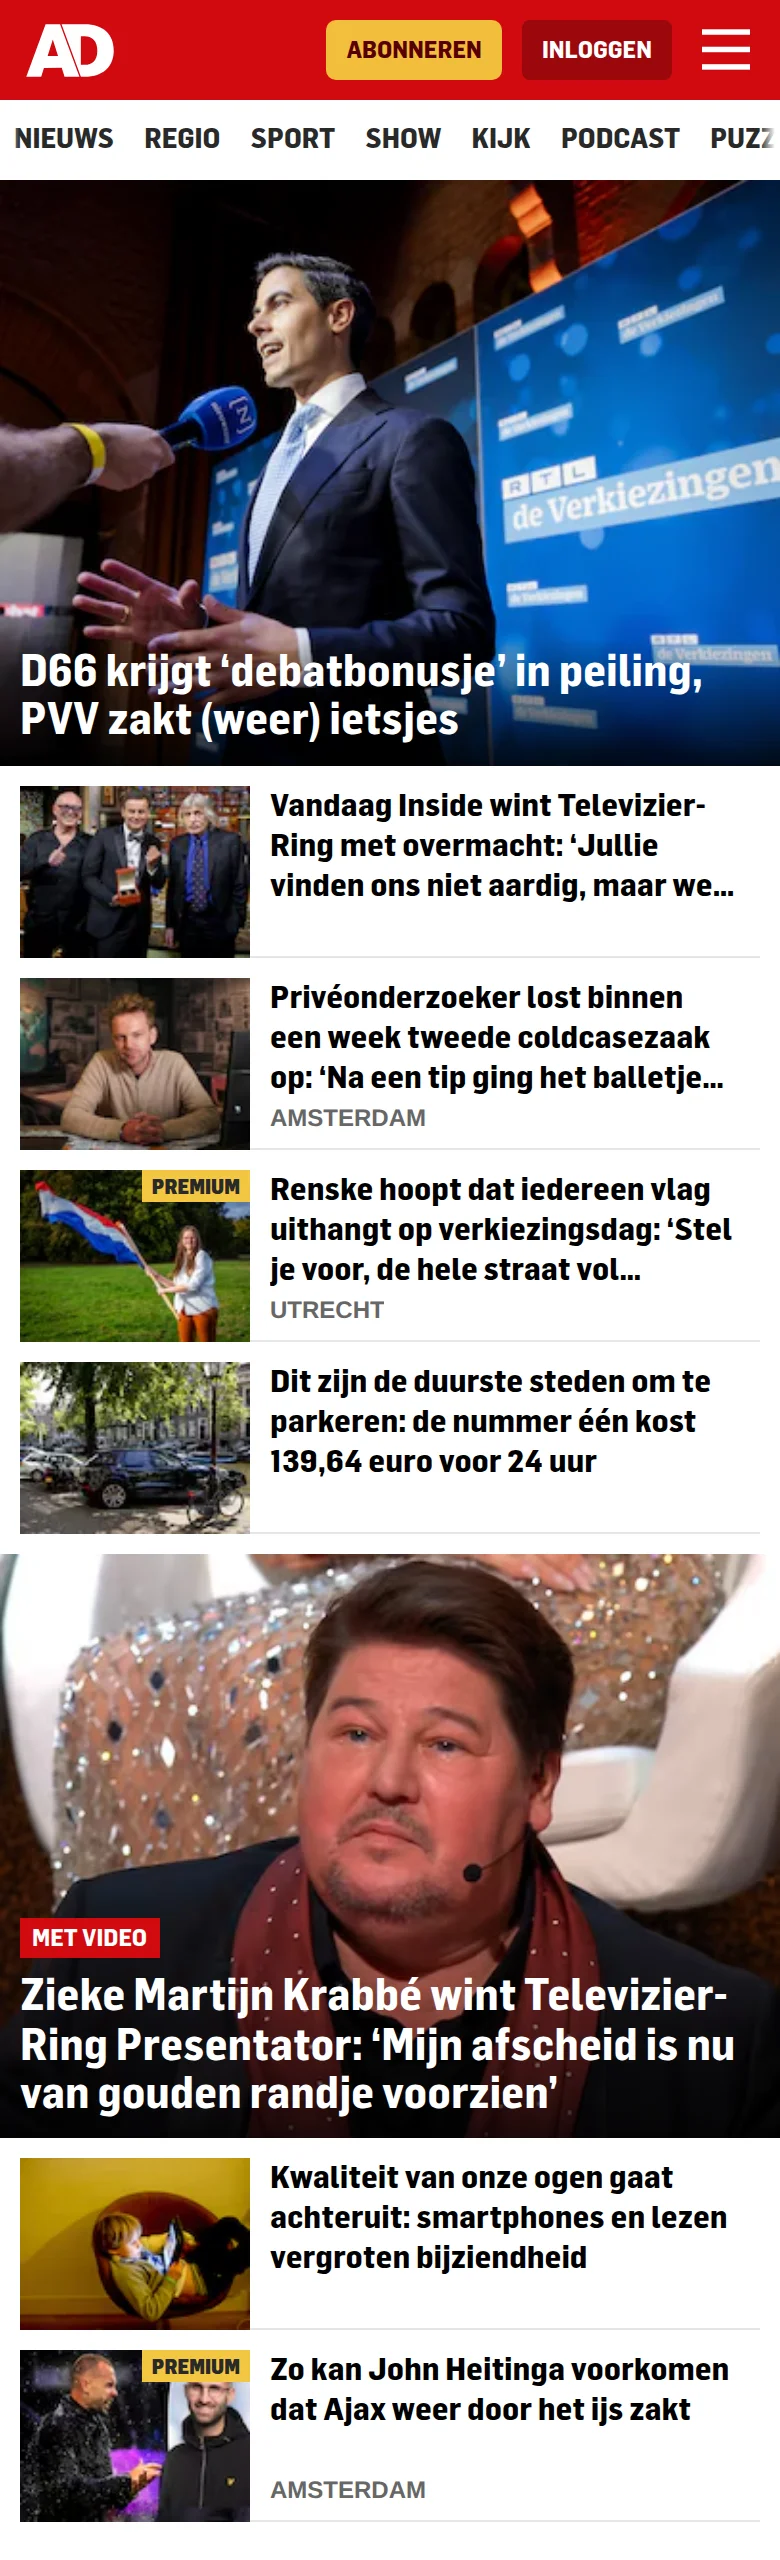 AD
ABONNEREN
INLOGGEN
NIEUWS REGIO SPORT SHOW KIJK PODCAST PUZZ
RTL
de Verkiezingen
de Verkiezingen
de Verkiezingen
D66 krijgt ‘debatbonusje’ in peiling,
PVV zakt (weer) ietsjes
Vandaag Inside wint Televizier-
Ring met overmacht: ‘Jullie
vinden ons niet aardig, maar we...
Privéonderzoeker lost binnen
een week tweede coldcasezaak
op: ‘Na een tip ging het balletje...
AMSTERDAM
PREMIUM
Renske hoopt dat iedereen vlag
uithangt op verkiezingsdag: ‘Stel
je voor, de hele straat vol...
UTRECHT
Dit zijn de duurste steden om te
parkeren: de nummer één kost
139,64 euro voor 24 uur
MET VIDEO
Zieke Martijn Krabbé wint Televizier-
Ring Presentator: ‘Mijn afscheid is nu
van gouden randje voorzien’
Kwaliteit van onze ogen gaat
achteruit: smartphones en lezen
vergroten bijziendheid
PREMIUM
Zo kan John Heitinga voorkomen
dat Ajax weer door het ijs zakt
AMSTERDAM